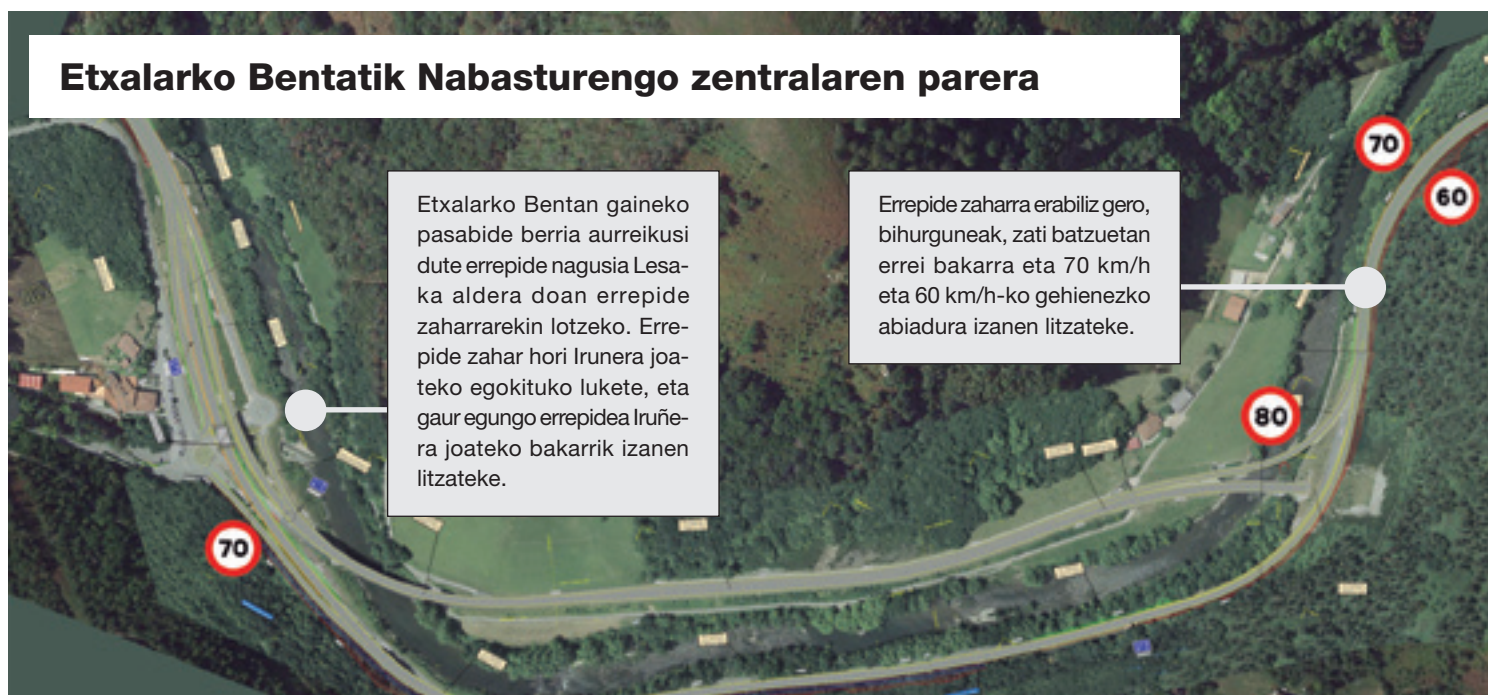 Etxalarko Bentatik Nabasturengo zentralaren parera
Etxalarko Bentan gaineko
pasabide berria aurreikusi
dute errepide nagusia Lesa-
ka aldera doan errepide
zaharrarekin lotzeko. Erre-
pide zahar hori Irunera joa-
teko egokituko lukete, eta
gaur egungo errepidea Iruñe-
ra joateko bakarrik izanen
litzateke.
Errepide zaharra erabiliz gero,
bihurguneak, zati batzuetan
errei bakarra eta 70 km/h
eta 60 km/h-ko gehienezko
abiadura izanen litzateke.
70
60
80
70